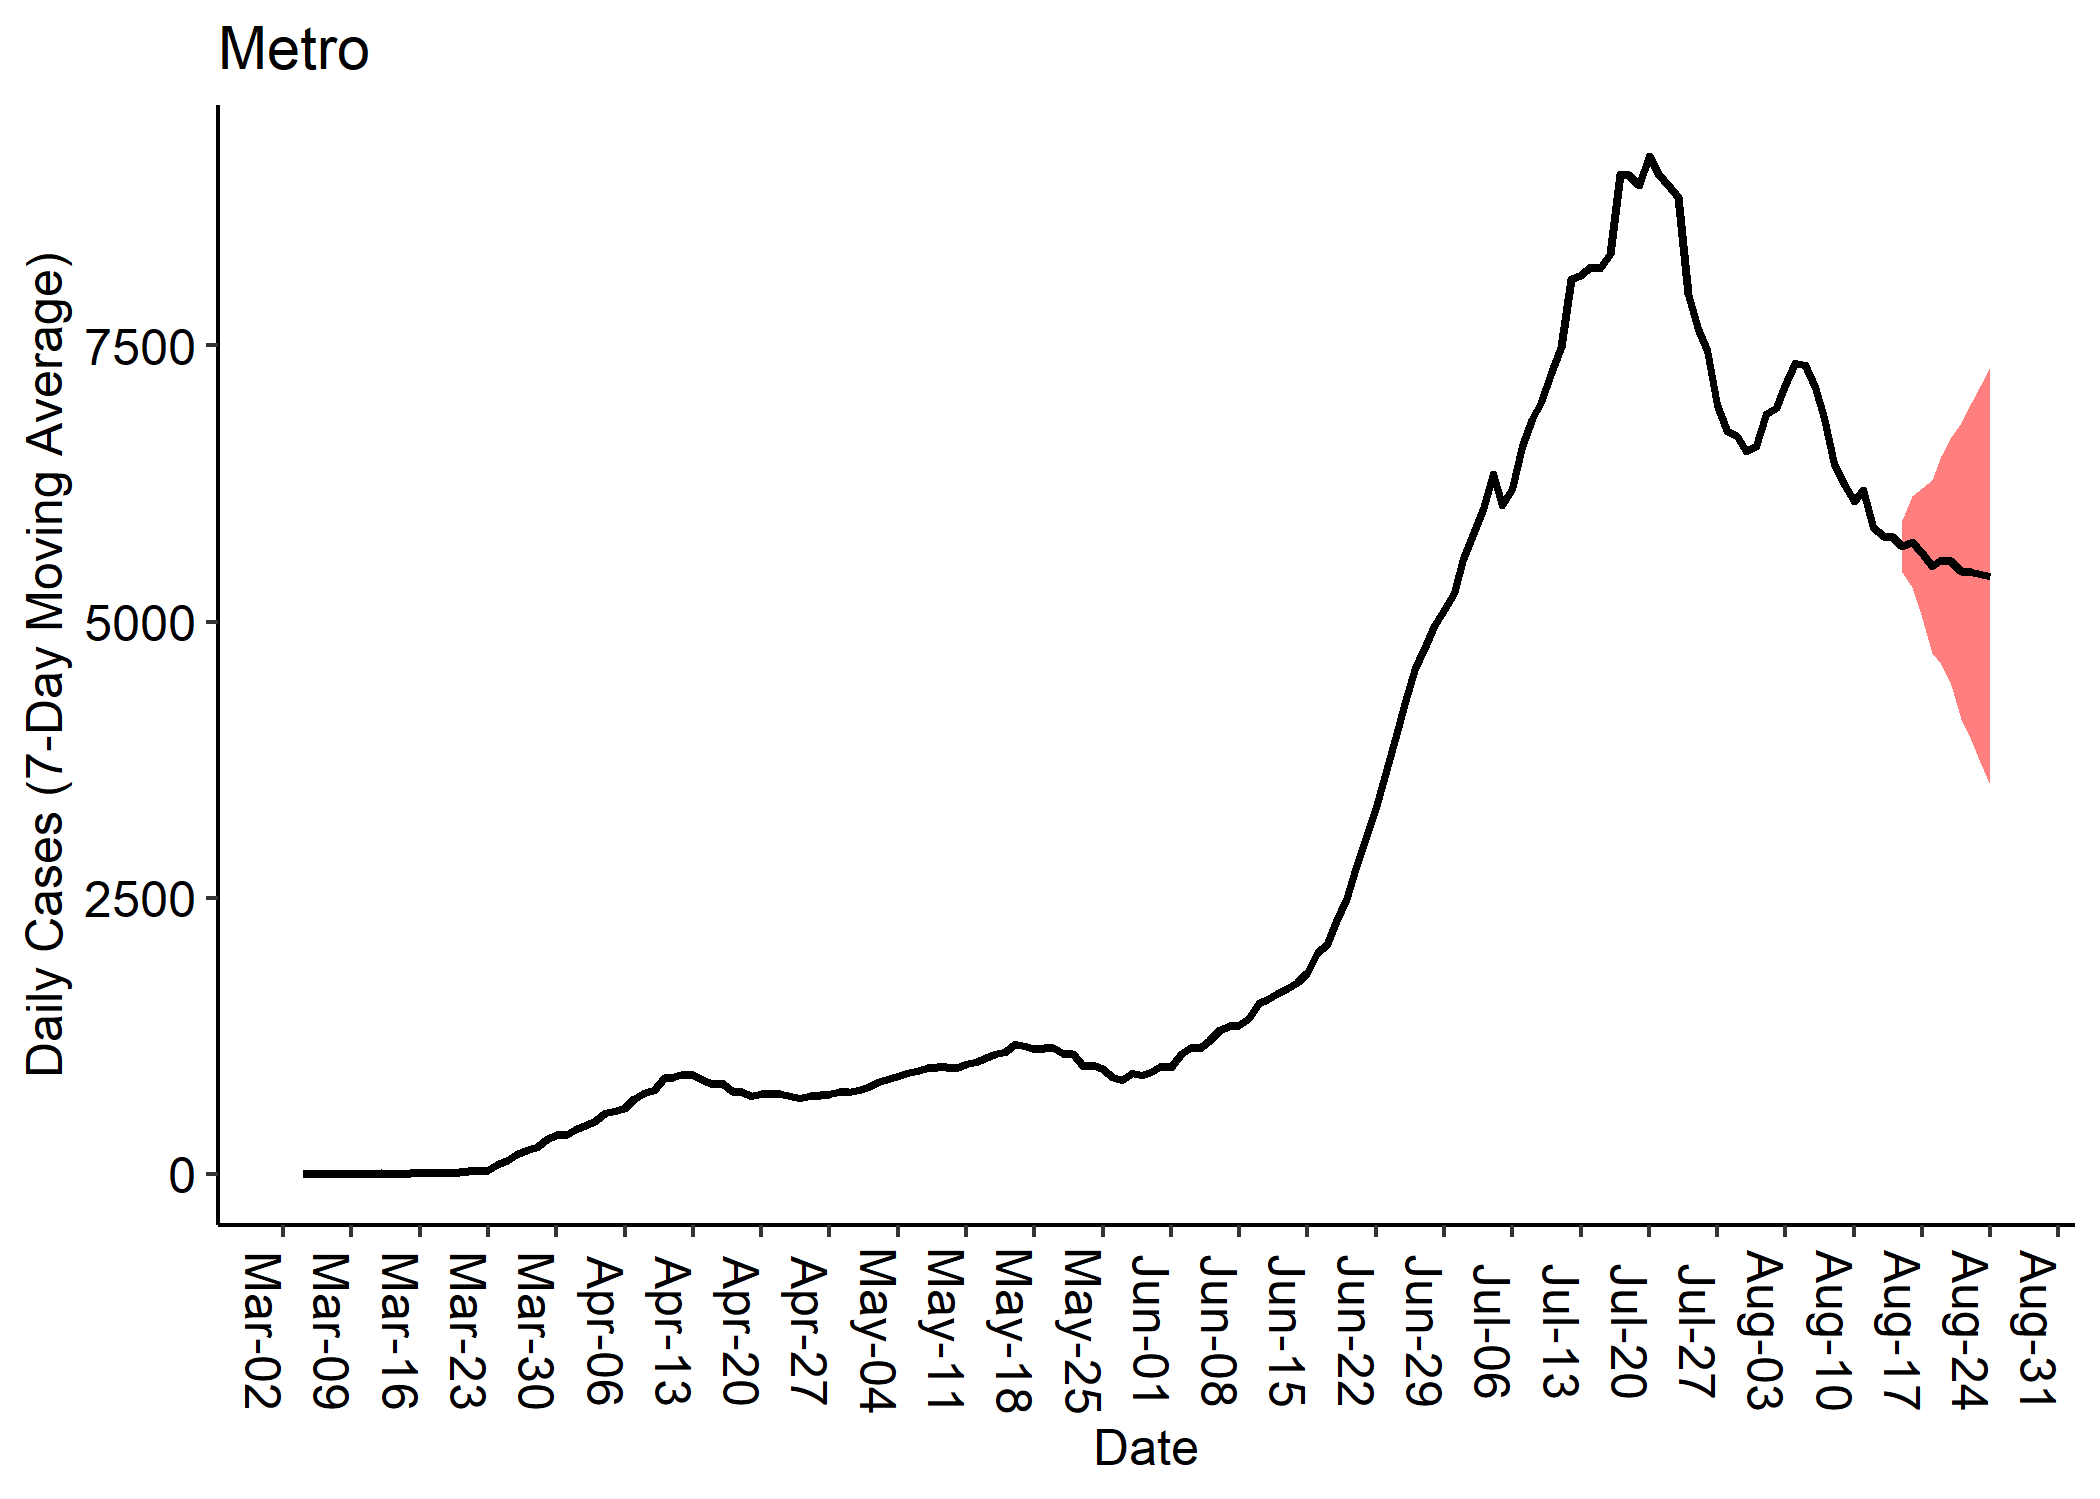 Metro
Daily Cases (7-Day Moving Average)
7500
5000
2500
0
Mar-02
Mar-09
Mar-16
Mar-23
Mar-30
Apr-06
Apr-13
Apr-20
Apr-27
May-04
May-11
May-18
May-25
Jun-01
Jun-08
Jun-15
Jun-22
Jun-29
Jul-06
Jul-13
Jul-20
Jul-27
Aug-03
Aug-10
Aug-17
Aug-24
Aug-31
Date